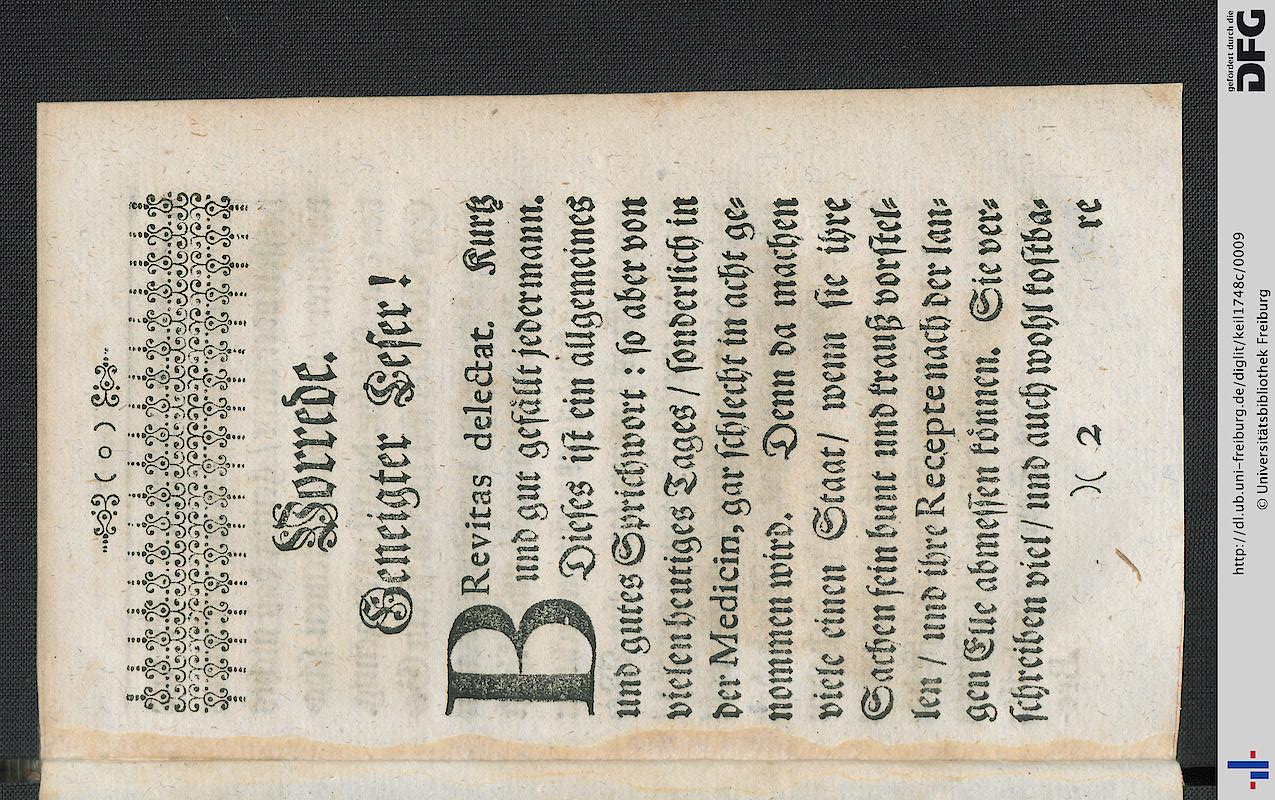 ( o )
Vorrede.
Geneigter Leser!
BRevitas delectat. Kurtz
und gut gefällt jedermann.
Dieses ist ein allgemeines
und gutes Sprichwort : so aber von
vielen heutiges Tages / sonderlich in
der Medicin, gar schlecht in acht ge⸗
nommen wird. Denn da machen
viele einen Staat / wenn sie ihre
Sachen fein bunt und krauß vorstel⸗
len / und ihre Recepte nach der lan⸗
gen Elle abmessen können. Sie ver⸗
schreiben viel / und auch wohl kostba⸗
)( 2 re
http://dl.ub.uni-freiburg.de/diglit/keil1748c/0009
© Universitätsbibliothek Freiburg
gefördert durch die
DFG